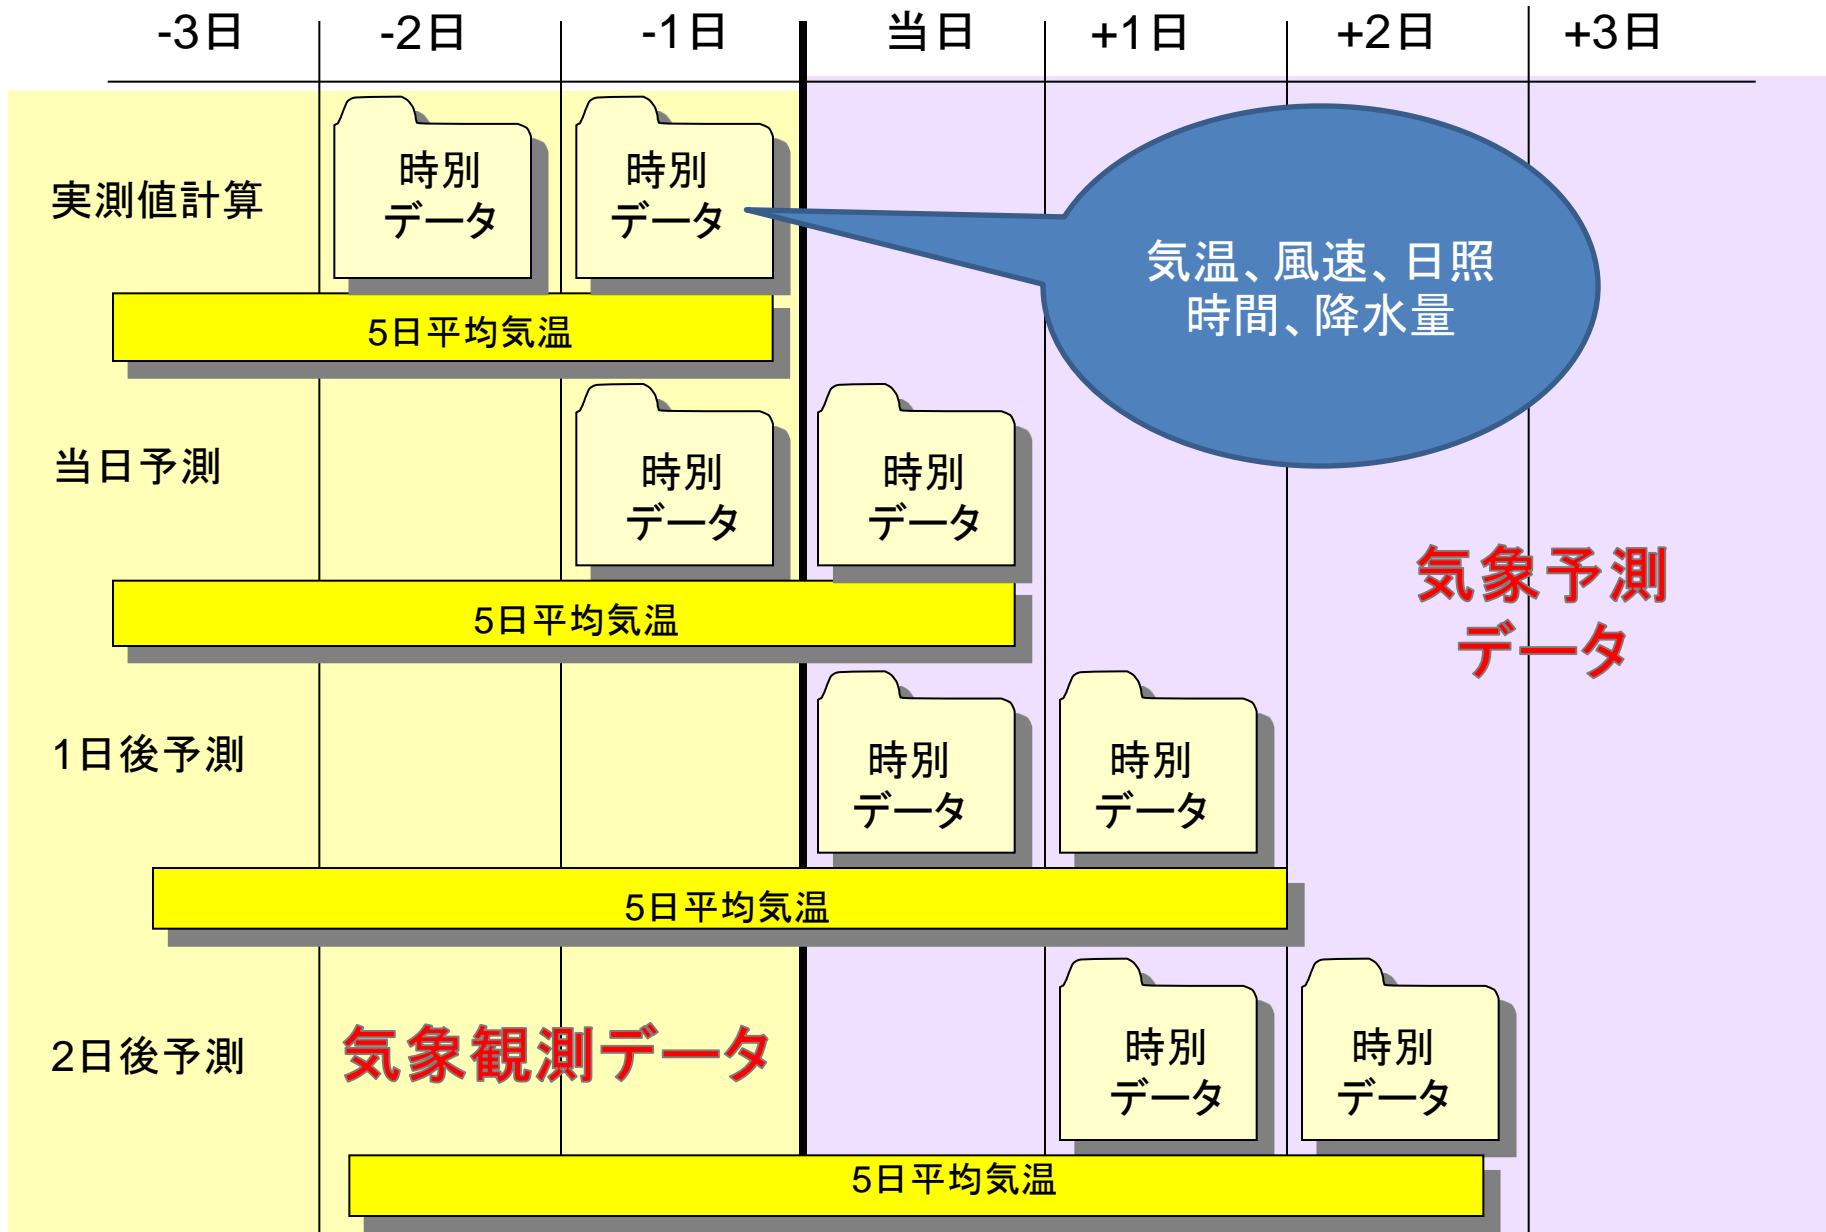 -3日
-2日
-1日
当日
+1日
+2日
+3日
実測値計算
時別
データ
時別
データ
気温、風速、日照
時間、降水量
5日平均気温
当日予測
時別
データ
時別
データ
5日平均気温
気象予測
データ
1日後予測
時別
データ
時別
データ
5日平均気温
2日後予測
気象観測データ
時別
データ
時別
データ
5日平均気温